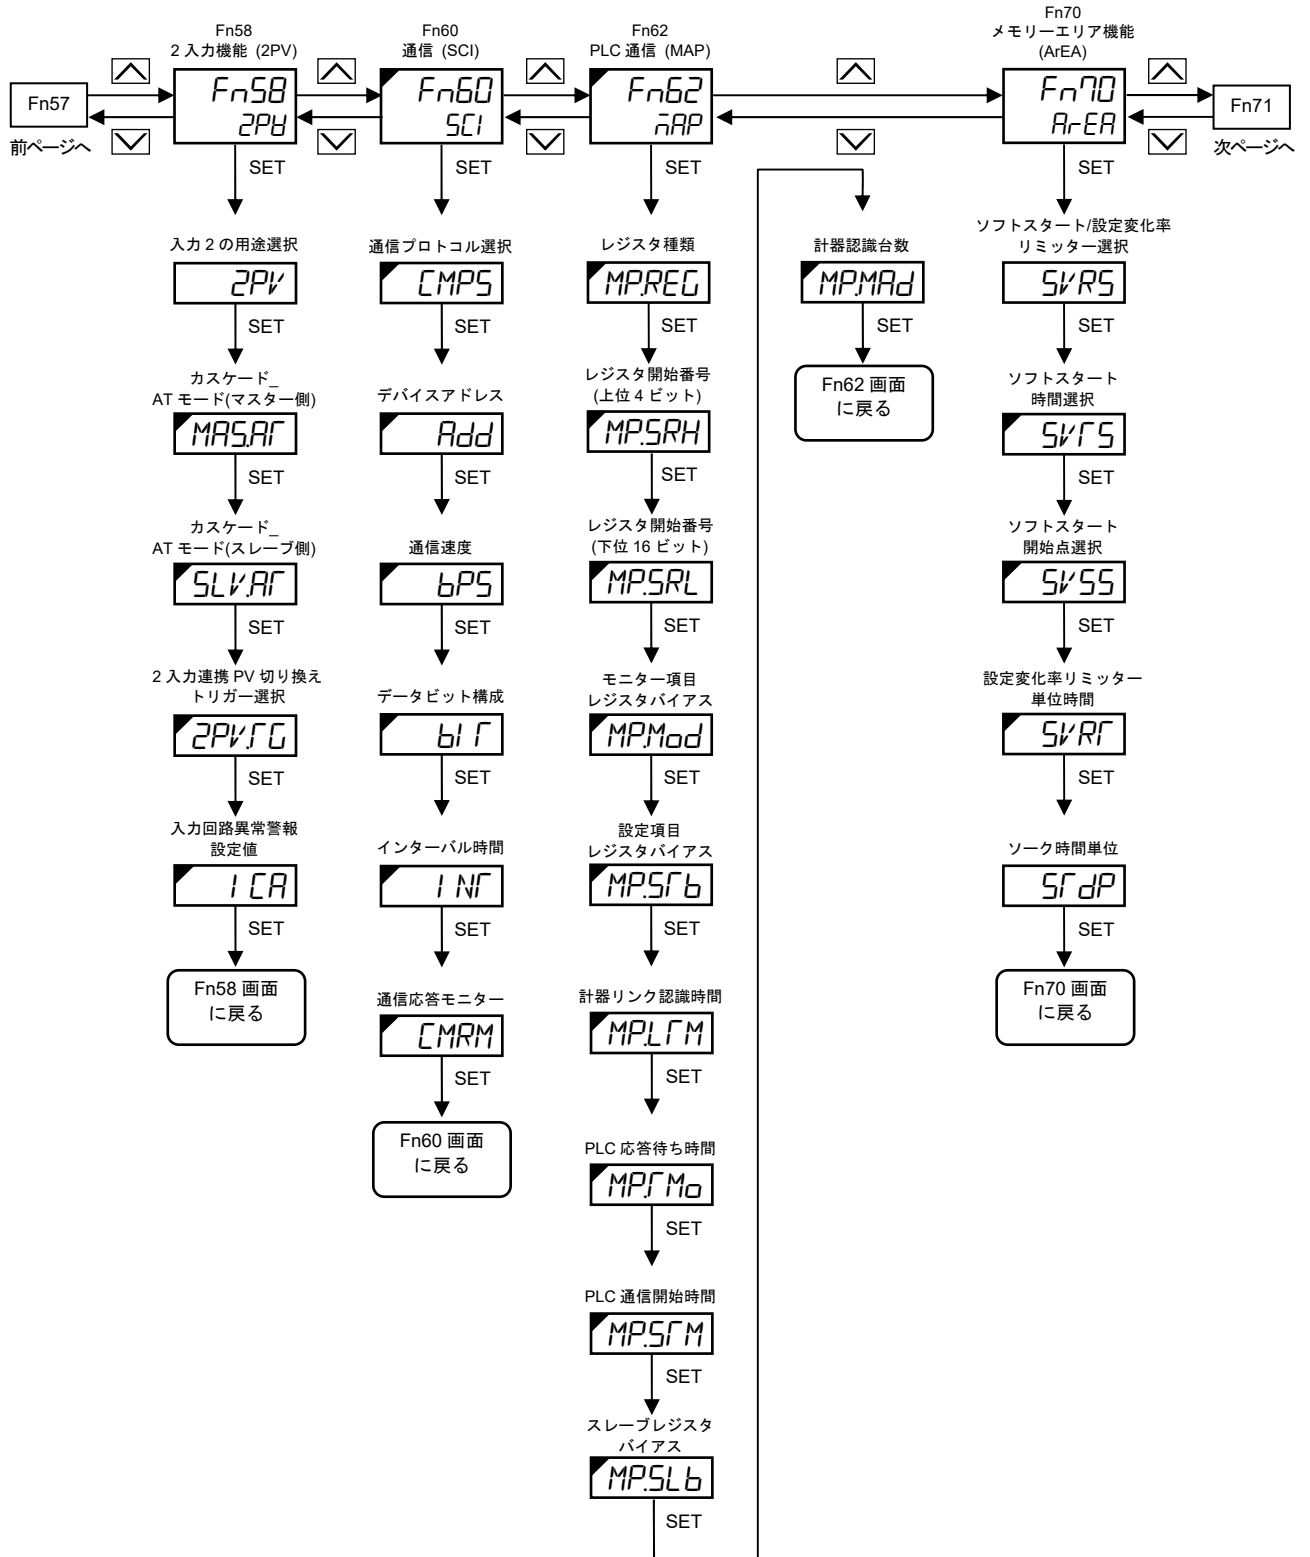 Fn57
前ページへ
Fn58
2 入力機能 (2PV)
Fn58
2PV
SET
入力 2 の用途選択
2PV
SET
カスケード_
AT モード(マスター側)
MAS.AT
SET
カスケード_
AT モード(スレーブ側)
SLV.AT
SET
2 入力連携 PV 切り換え
トリガー選択
2PV.TG
SET
入力回路異常警報
設定値
ICA
SET
Fn58 画面
に戻る
Fn60
通信 (SCI)
Fn60
SCI
SET
通信プロトコル選択
CMPS
SET
デバイスアドレス
Add
SET
通信速度
bPS
SET
データビット構成
bIT
SET
インターバル時間
INT
SET
通信応答モニター
CMRM
SET
Fn60 画面
に戻る
Fn62
PLC 通信 (MAP)
Fn62
MAP
SET
レジスタ種類
MP.REG
SET
レジスタ開始番号
(上位 4 ビット)
MP.SRH
SET
レジスタ開始番号
(下位 16 ビット)
MP.SRL
SET
モニター項目
レジスタバイアス
MP.Mod
SET
設定項目
レジスタバイアス
MP.STb
SET
計器リンク認識時間
MP.LTM
SET
PLC 応答待ち時間
MP.TMo
SET
PLC 通信開始時間
MP.STM
SET
スレーブレジスタ
バイアス
MP.SLb
SET
計器認識台数
MP.MAd
SET
Fn62 画面
に戻る
Fn70
メモリーエリア機能
(ArEA)
Fn70
ArEA
SET
ソフトスタート/設定変化率
リミッター選択
SVRS
SET
ソフトスタート
時間選択
SVTS
SET
ソフトスタート
開始点選択
SVSS
SET
設定変化率リミッター
単位時間
SVRT
SET
ソーク時間単位
STdP
SET
Fn70 画面
に戻る
Fn71
次ページへ